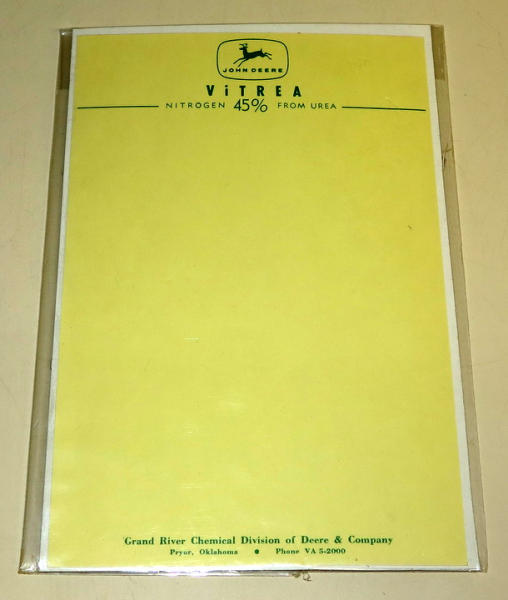 JOHN DEERE
ViTREA
NITROGEN 45% FROM UREA
Grand River Chemical Division of Deere & Company
Pryor, Oklahoma • Phone VA 5-2000